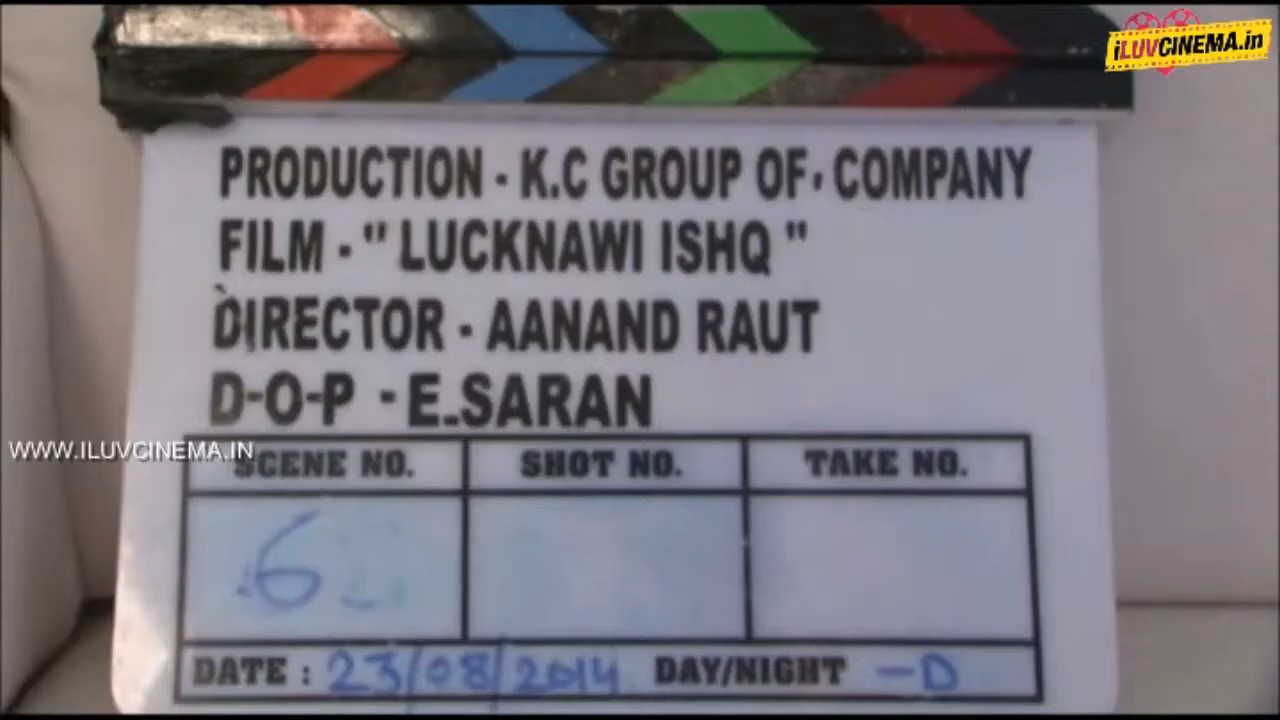 iLUVCINEMA.in
PRODUCTION - K.C GROUP OF. COMPANY
FILM - " LUCKNAWI ISHQ "
DIRECTOR - AANAND RAUT
D-O-P - E.SARAN
WWW.ILUVCINEMA.IN
SCENE NO. SHOT NO. TAKE NO.
6
DATE : 23/08/2014 DAY/NIGHT - D